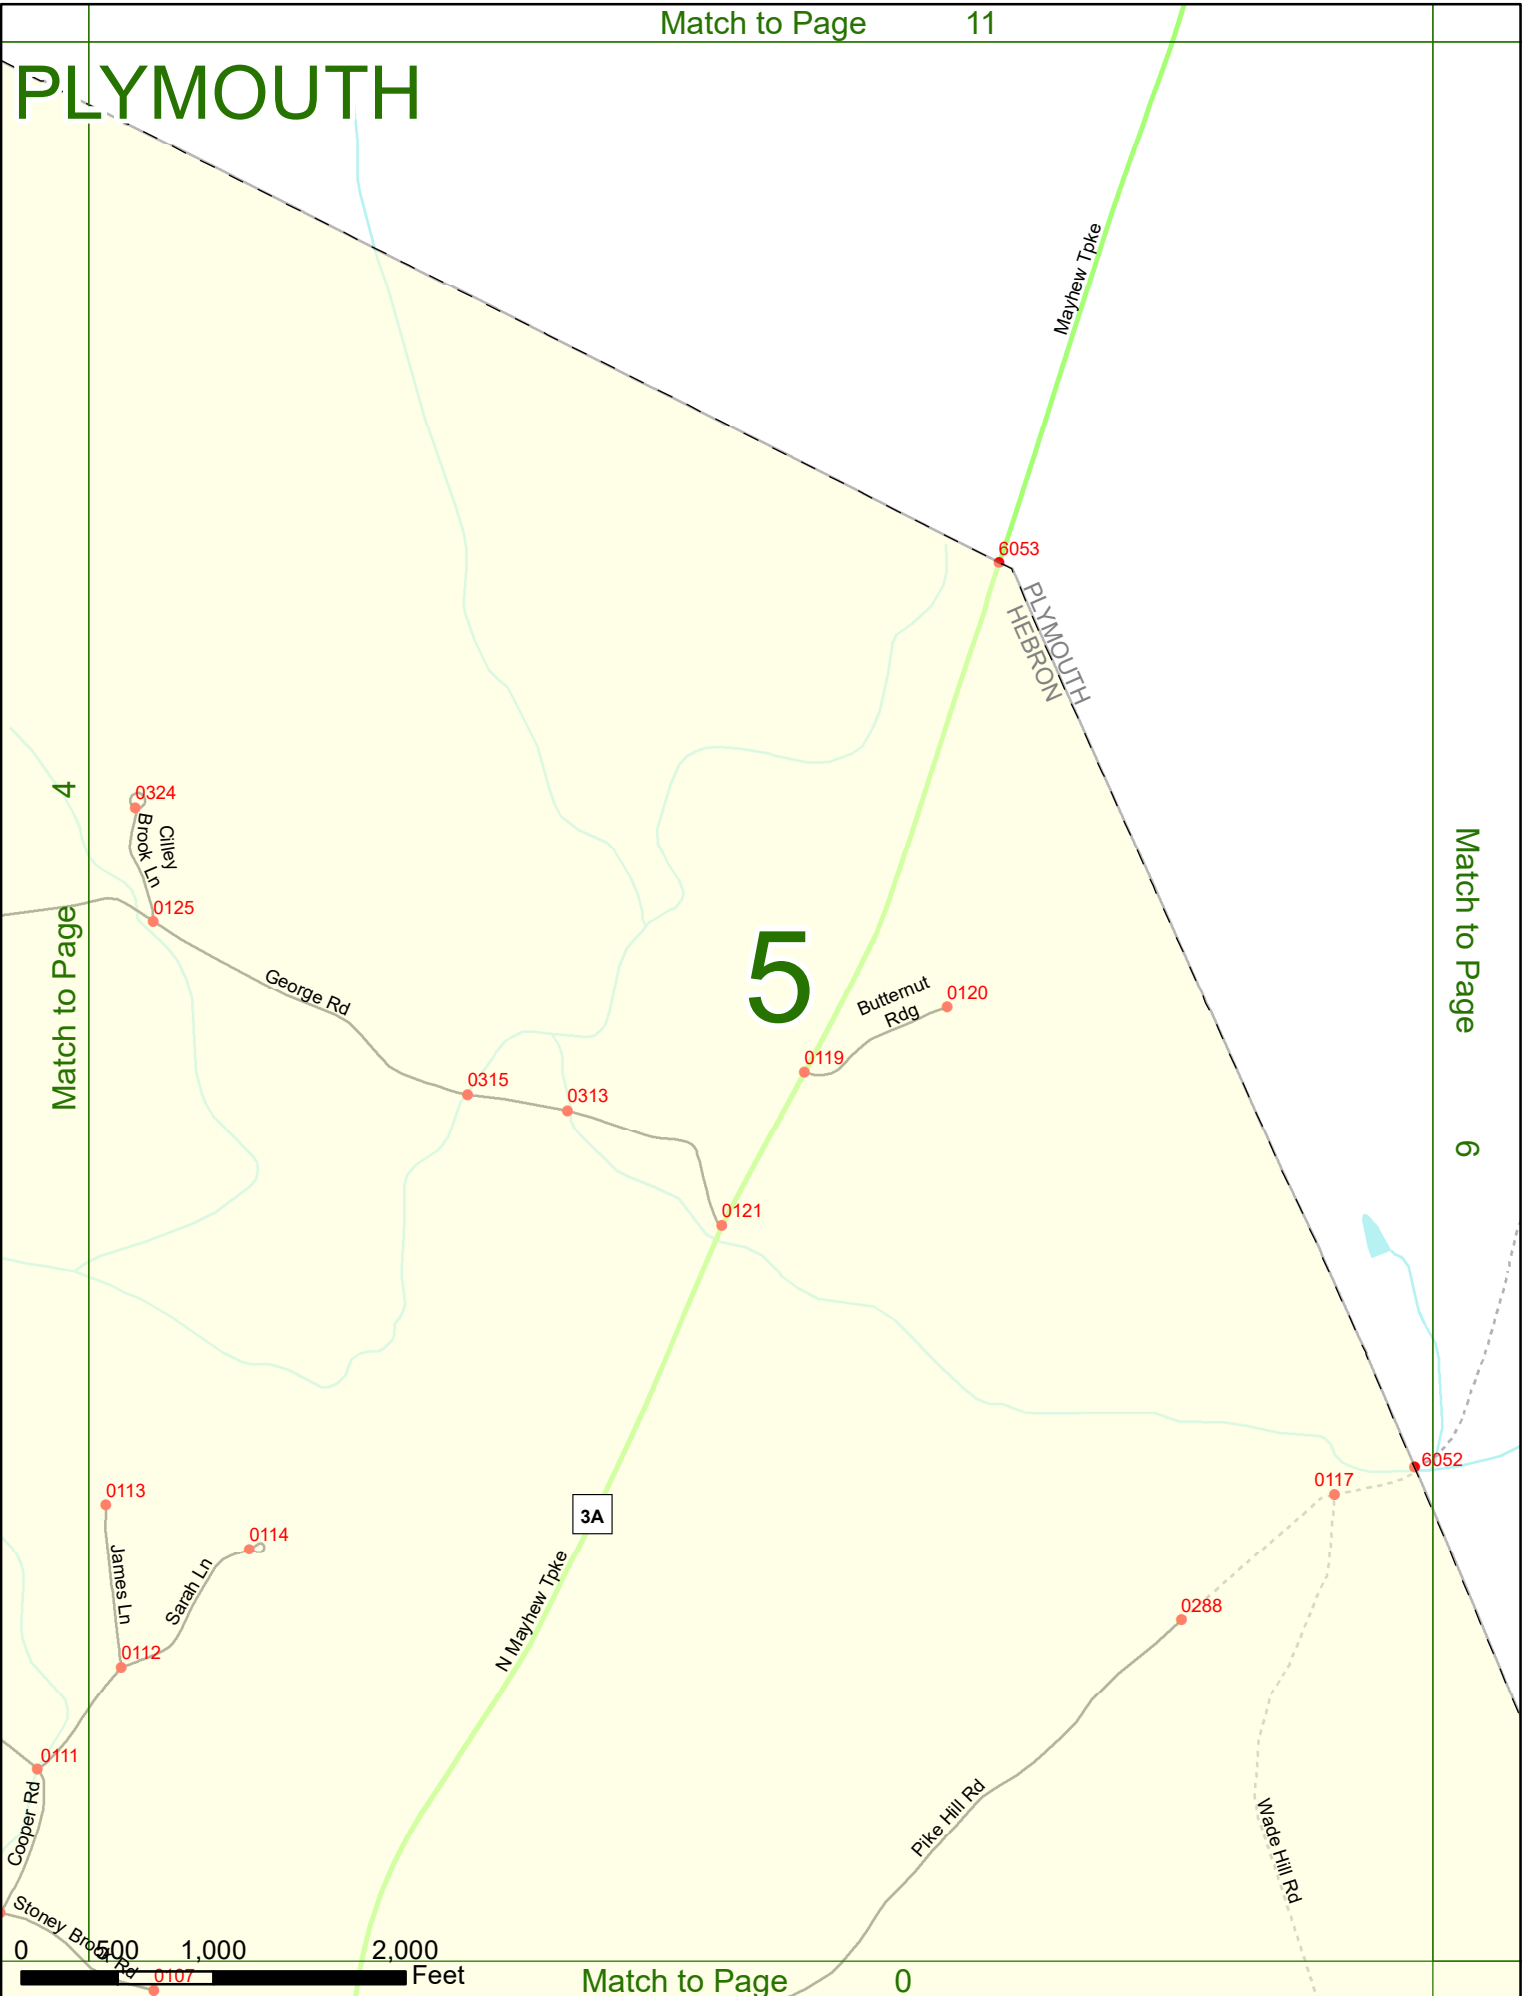 Match to Page 11
PLYMOUTH
Mayhew Tpke
6053
PLYMOUTH
HEBRON
4
Match to Page
0324
Cilley
Brook Ln
0125
George Rd
5
Butternut
Rdg
0120
0119
0315
0313
0121
Match to Page
6
6052
0117
0113
0114
James Ln
Sarah Ln
3A
N Mayhew Tpke
0288
0112
0111
Cooper Rd
Pike Hill Rd
Wade Hill Rd
Stoney Brook Rd
0 500 1,000 2,000
Feet
0107
Match to Page 0